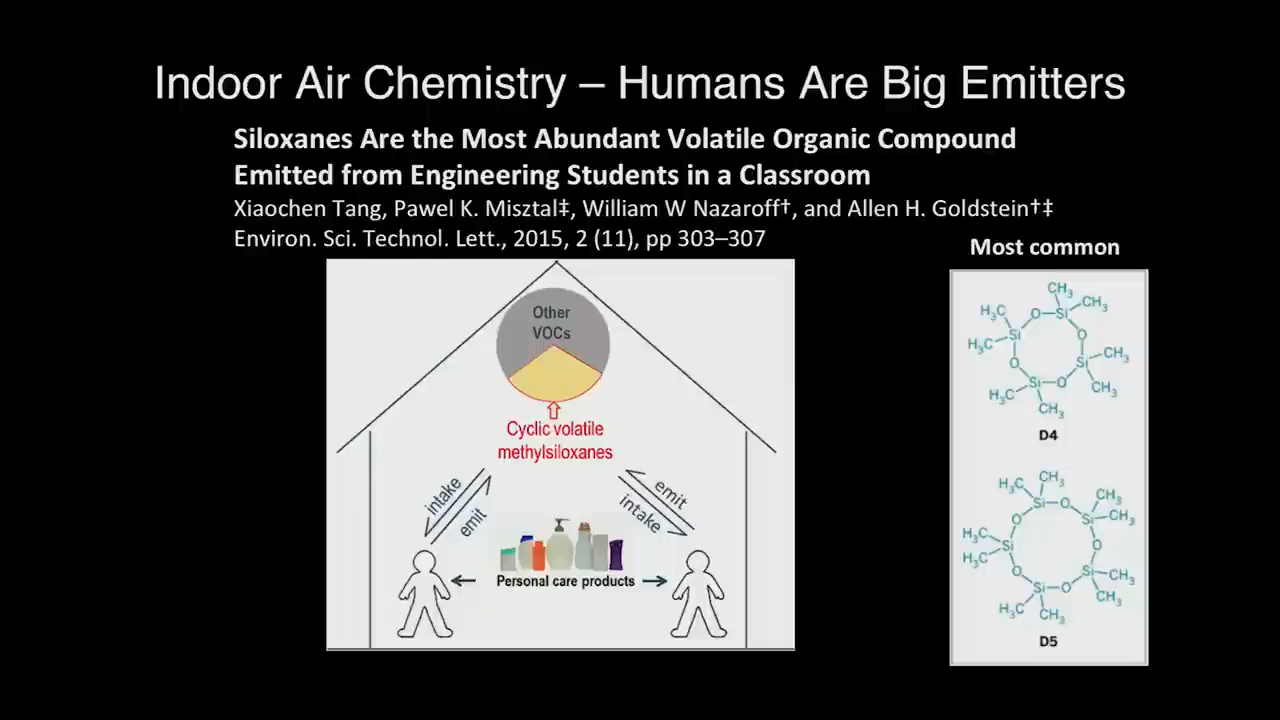 Indoor Air Chemistry – Humans Are Big Emitters
Siloxanes Are the Most Abundant Volatile Organic Compound
Emitted from Engineering Students in a Classroom
Xiaochen Tang, Pawel K. Misztal‡, William W Nazaroff†, and Allen H. Goldstein†‡
Environ. Sci. Technol. Lett., 2015, 2 (11), pp 303–307
Other
VOCs
Cyclic volatile
methylsiloxanes
intake
emit
emit
intake
Personal care products
Most common
CH₃
H₃C
CH₃
O
Si
Si
O
H₃C
O
Si
CH₃
Si
O
H₃C
CH₃
CH₃
D4
CH₃
H₃C
Si
O
CH₃
O
Si
CH₃
H₃C
Si
O
H₃C
O
Si
CH₃
Si
O
CH₃
H₃C
CH₃
D5